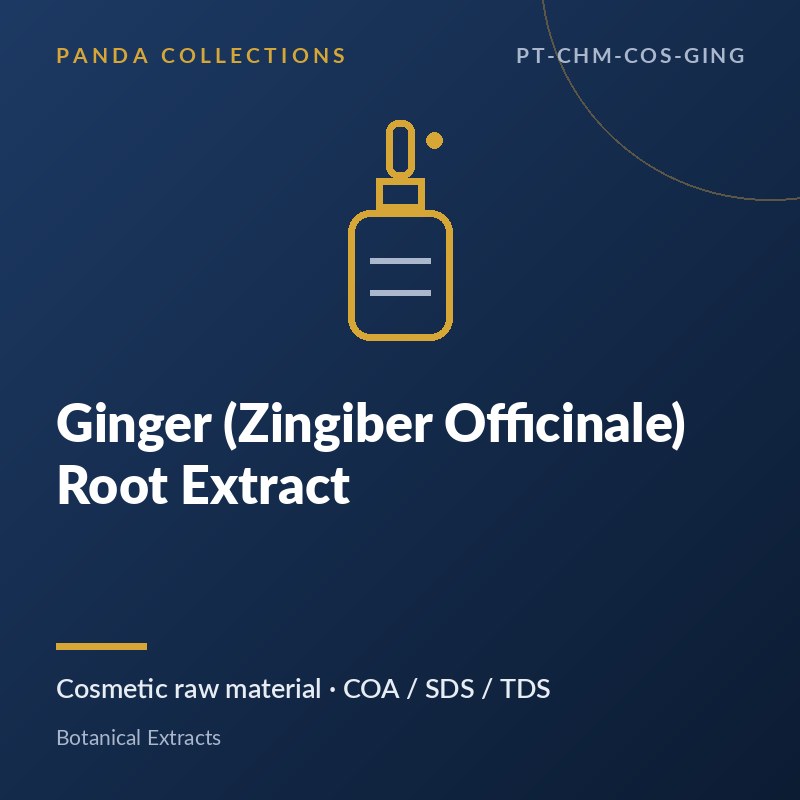 PANDA COLLECTIONS
PT-CHM-COS-GING
Ginger (Zingiber Officinale)
Root Extract
Cosmetic raw material · COA / SDS / TDS
Botanical Extracts